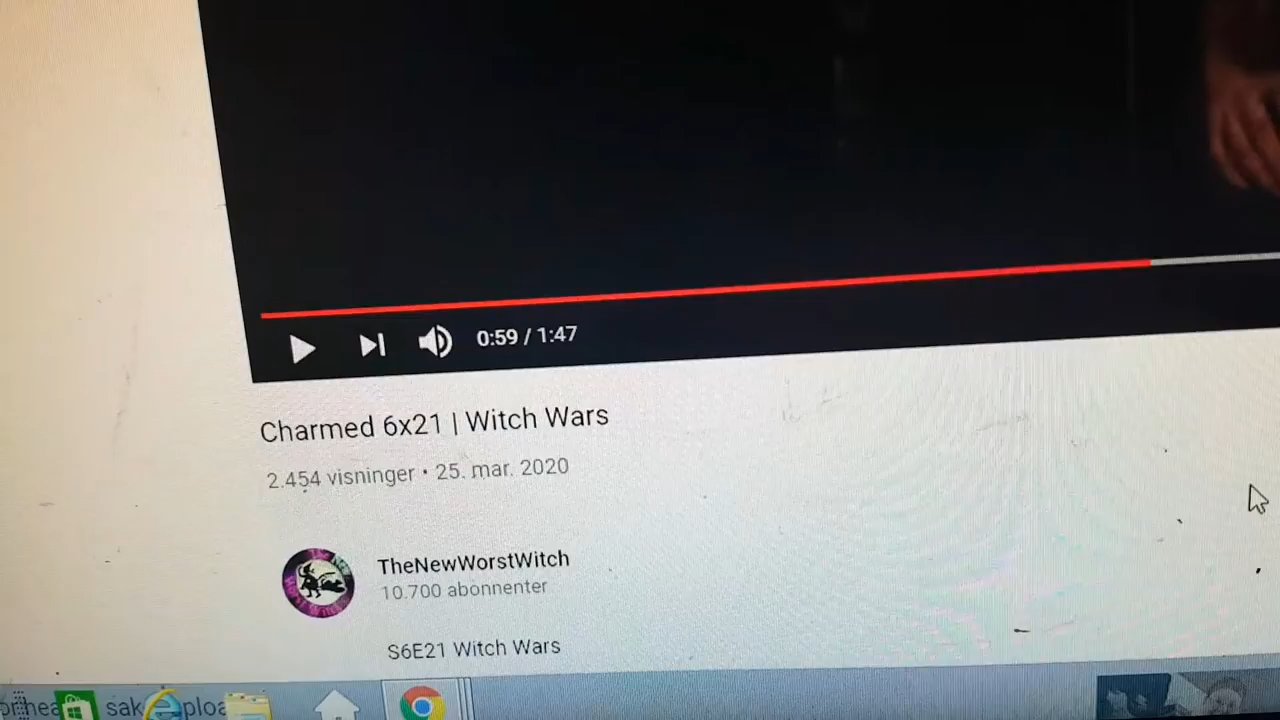 0:59 / 1:47
Charmed 6x21 | Witch Wars
2.454 visninger • 25. mar. 2020
TheNewWorstWitch
10.700 abonnenter
S6E21 Witch Wars